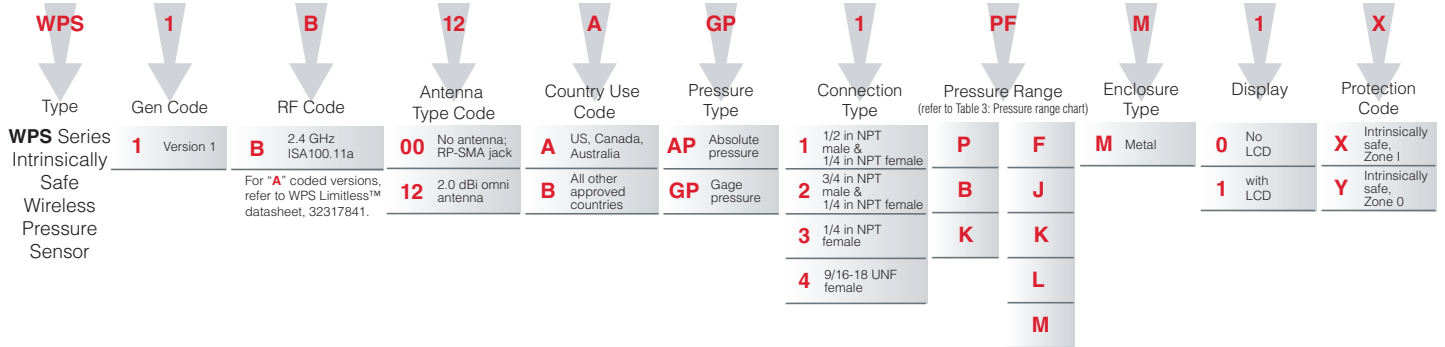 WPS 1 B 12 A GP 1 PF M 1 X
Type
WPS Series
Intrinsically
Safe
Wireless
Pressure
Sensor
Gen Code
1 Version 1
RF Code
B 2.4 GHz
ISA100.11a
For "A" coded versions,
refer to WPS Limitless™
datasheet, 32317841.
Antenna
Type Code
00 No antenna;
RP-SMA jack
12 2.0 dBi omni
antenna
Country Use
Code
A US, Canada,
Australia
B All other
approved
countries
Pressure
Type
AP Absolute
pressure
GP Gage
pressure
Connection
Type
1 1/2 in NPT
male &
1/4 in NPT female
2 3/4 in NPT
male &
1/4 in NPT female
3 1/4 in NPT
female
4 9/16-18 UNF
female
Pressure Range
(refer to Table 3: Pressure range chart)
P F
B J
K K
L
M
Enclosure
Type
M Metal
Display
0 No
LCD
1 with
LCD
Protection
Code
X Intrinsically
safe,
Zone I
Y Intrinsically
safe,
Zone 0